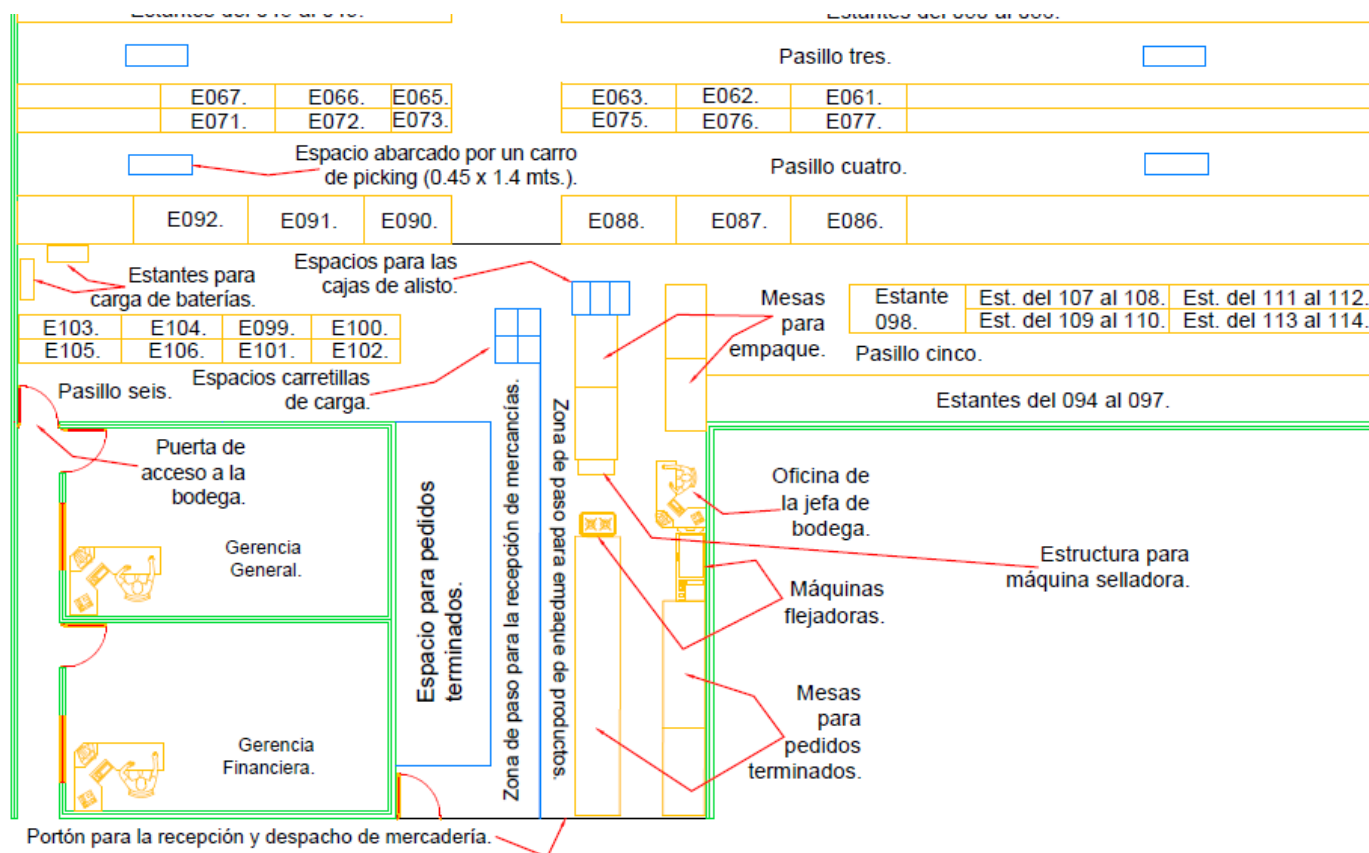 Pasillo tres.
E067. E066. E065. E063. E062. E061.
E071. E072. E073. E075. E076. E077.
Espacio abarcado por un carro
de picking (0.45 x 1.4 mts.).
Pasillo cuatro.
E092. E091. E090. E088. E087. E086.
Estantes para
carga de baterías.
Espacios para las
cajas de alisto.
Mesas
para
empaque.
Estante
098.
Est. del 107 al 108. Est. del 111 al 112.
Est. del 109 al 110. Est. del 113 al 114.
E103. E104. E099. E100.
E105. E106. E101. E102.
Pasillo cinco.
Pasillo seis.
Espacios carretillas
de carga.
Estantes del 094 al 097.
Puerta de
acceso a la
bodega.
Espacio para pedidos
terminados.
Zona de paso para la recepción de mercancías.
Zona de paso para empaque de productos.
Oficina de
la jefa de
bodega.
Gerencia
General.
Estructura para
máquina selladora.
Máquinas
flejadoras.
Mesas
para
pedidos
terminados.
Gerencia
Financiera.
Portón para la recepción y despacho de mercadería.